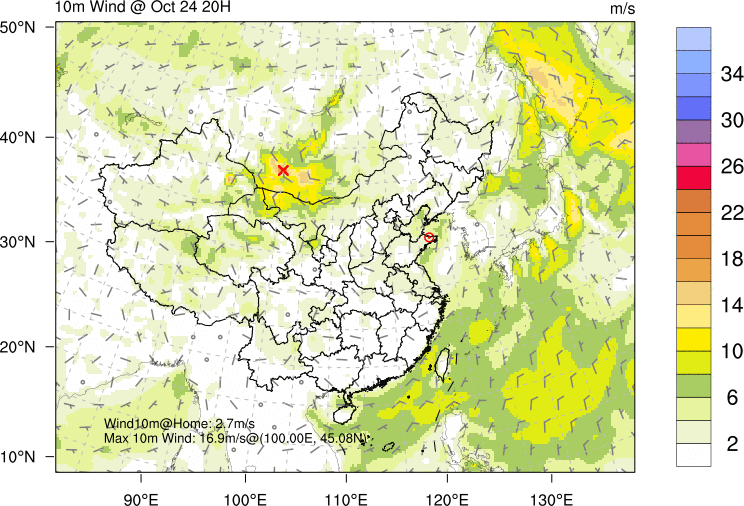 10m Wind @ Oct 24 20H
m/s
50°N
40°N
30°N
20°N
10°N
90°E
100°E
110°E
120°E
130°E
Wind10m@Home: 2.7m/s
Max 10m Wind: 16.9m/s@(100.00E, 45.08N)
34
30
26
22
18
14
10
6
2